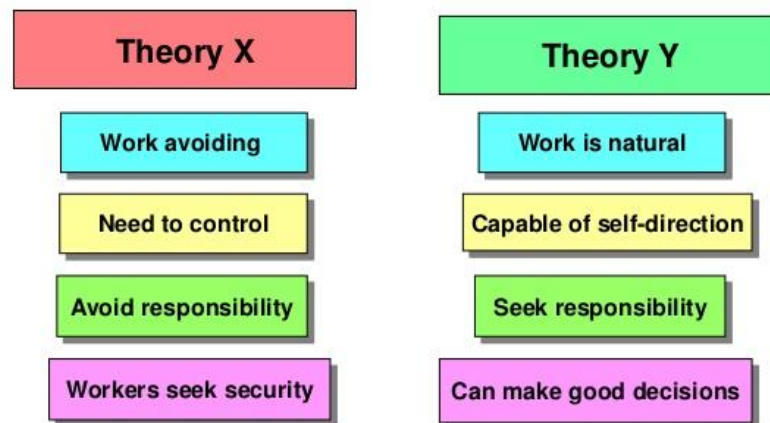 Theory X
Theory Y
Work avoiding
Work is natural
Need to control
Capable of self-direction
Avoid responsibility
Seek responsibility
Workers seek security
Can make good decisions